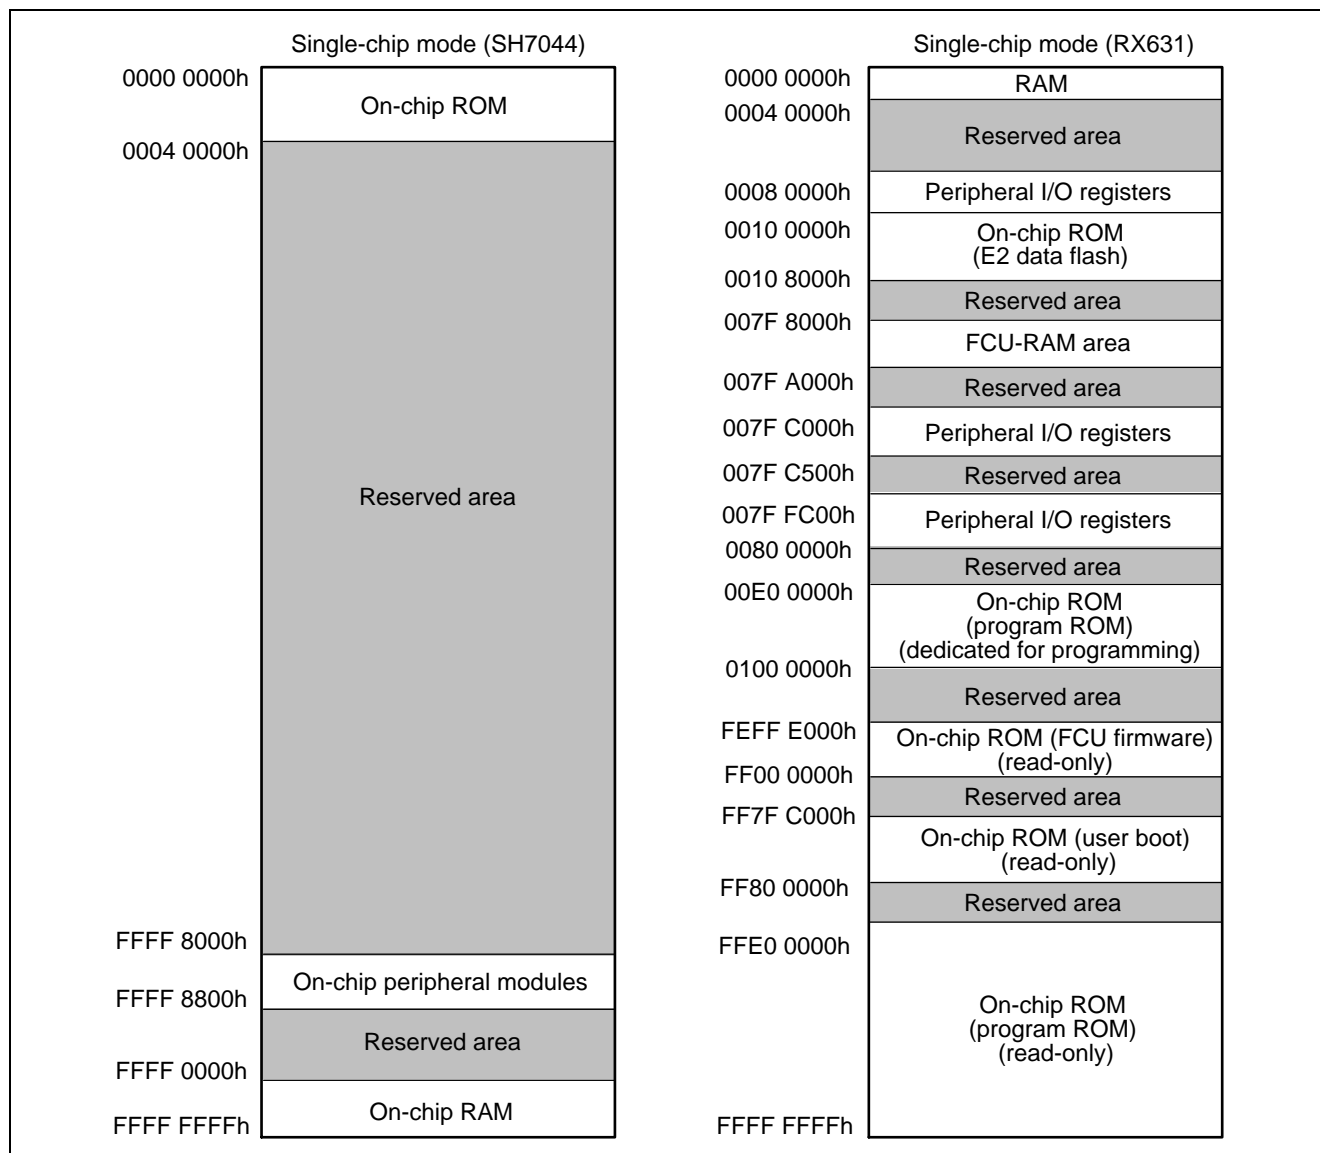 Single-chip mode (SH7044)
0000 0000h
On-chip ROM
0004 0000h
Reserved area
FFFF 8000h
On-chip peripheral modules
FFFF 8800h
Reserved area
FFFF 0000h
On-chip RAM
FFFF FFFFh
Single-chip mode (RX631)
0000 0000h
RAM
0004 0000h
Reserved area
0008 0000h
Peripheral I/O registers
0010 0000h
On-chip ROM
(E2 data flash)
0010 8000h
Reserved area
007F 8000h
FCU-RAM area
007F A000h
Reserved area
007F C000h
Peripheral I/O registers
007F C500h
Reserved area
007F FC00h
Peripheral I/O registers
0080 0000h
Reserved area
00E0 0000h
On-chip ROM
(program ROM)
(dedicated for programming)
0100 0000h
Reserved area
FEFF E000h
On-chip ROM (FCU firmware)
(read-only)
FF00 0000h
Reserved area
FF7F C000h
On-chip ROM (user boot)
(read-only)
FF80 0000h
Reserved area
FFE0 0000h
On-chip ROM
(program ROM)
(read-only)
FFFF FFFFh